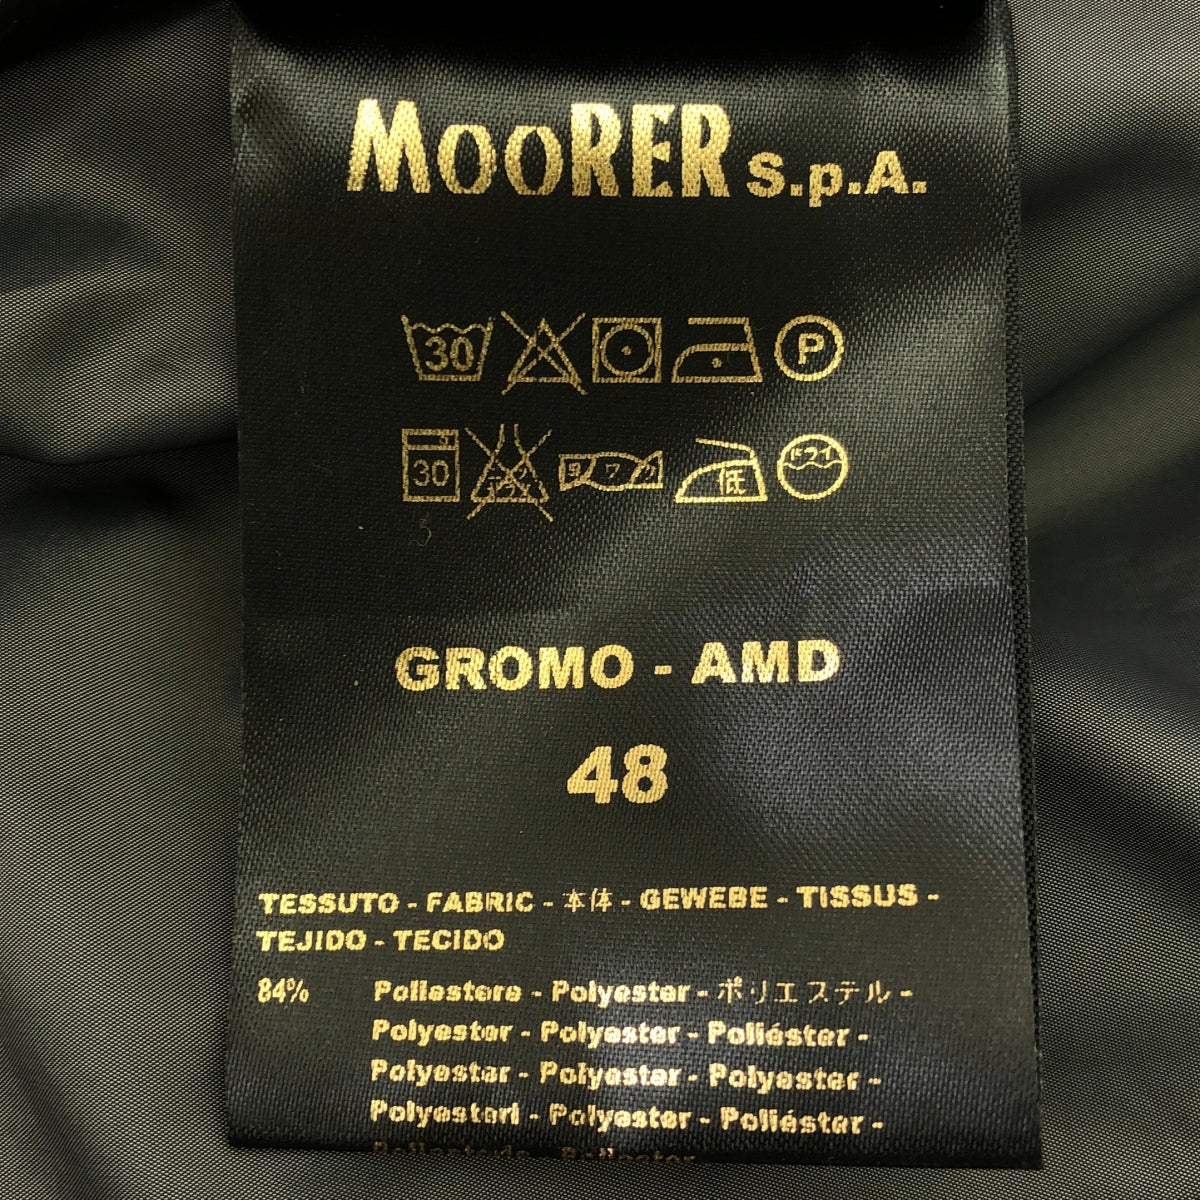 MOORER S.p.A.
30 P
30 低 ドライ
GROMO - AMD
48
TESSUTO - FABRIC - 本体 - GEWEBE - TISSUS -
TEJIDO - TECIDO
84% Poliestere - Polyester - ポリエステル -
Polyester - Polyester - Poliéster -
Polyester - Polyester - Polyester -
Polyesteri - Polyester - Poliéster -